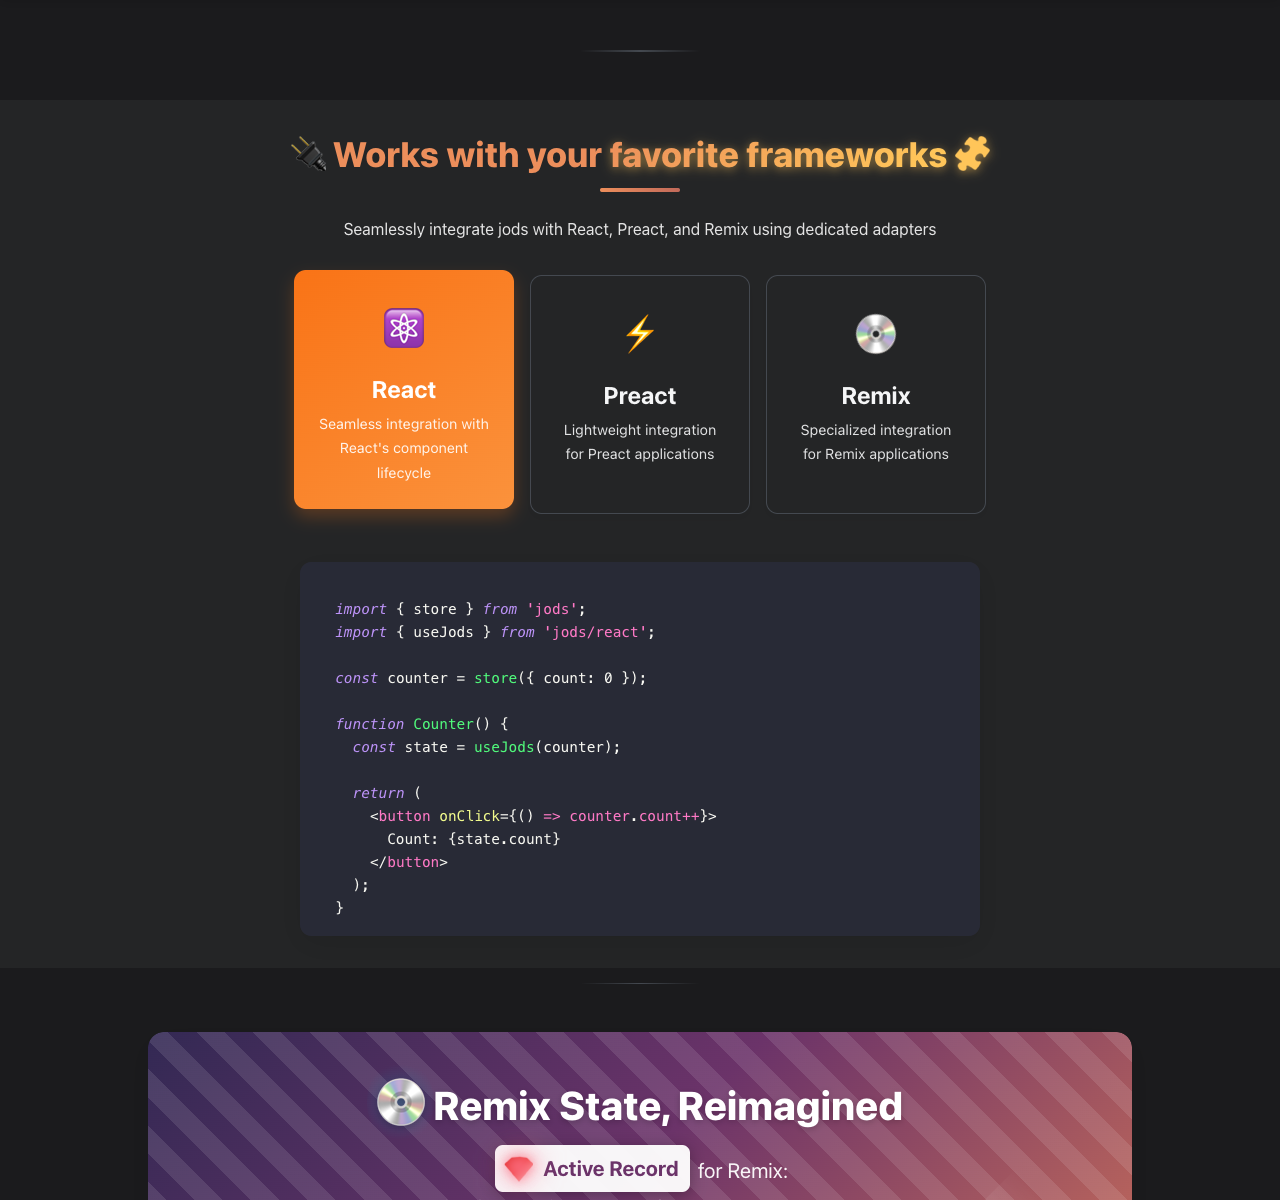 Works with your favorite frameworks
Seamlessly integrate jods with React, Preact, and Remix using dedicated adapters
React
Seamless integration with
React's component
lifecycle
Preact
Lightweight integration
for Preact applications
Remix
Specialized integration
for Remix applications
import { store } from 'jods';
import { useJods } from 'jods/react';
const counter = store({ count: 0 });
function Counter() {
  const state = useJods(counter);
  return (
    <button onClick={() => counter.count++}>
      Count: {state.count}
    </button>
  );
}
Remix State, Reimagined
Active Record for Remix: